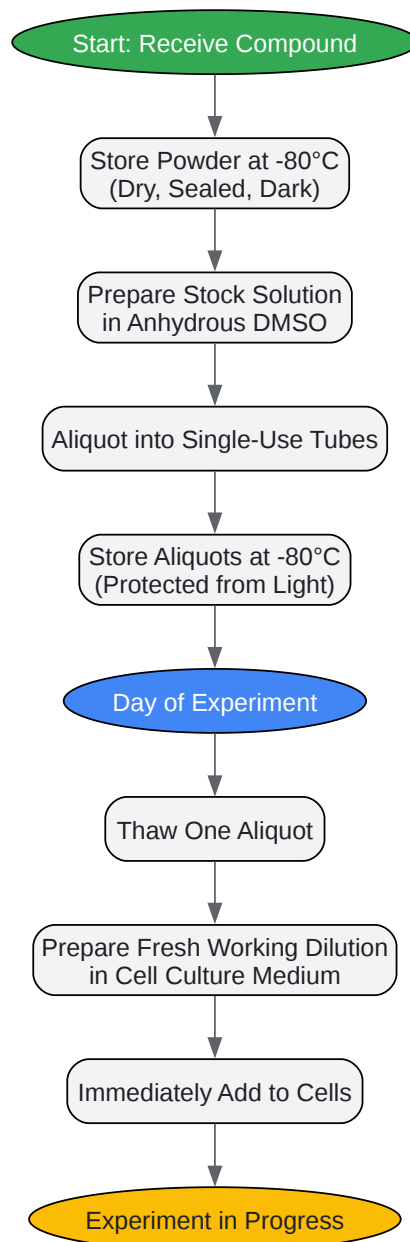 Start: Receive Compound
Store Powder at -80°C
(Dry, Sealed, Dark)
Prepare Stock Solution
in Anhydrous DMSO
Aliquot into Single-Use Tubes
Store Aliquots at -80°C
(Protected from Light)
Day of Experiment
Thaw One Aliquot
Prepare Fresh Working Dilution
in Cell Culture Medium
Immediately Add to Cells
Experiment in Progress